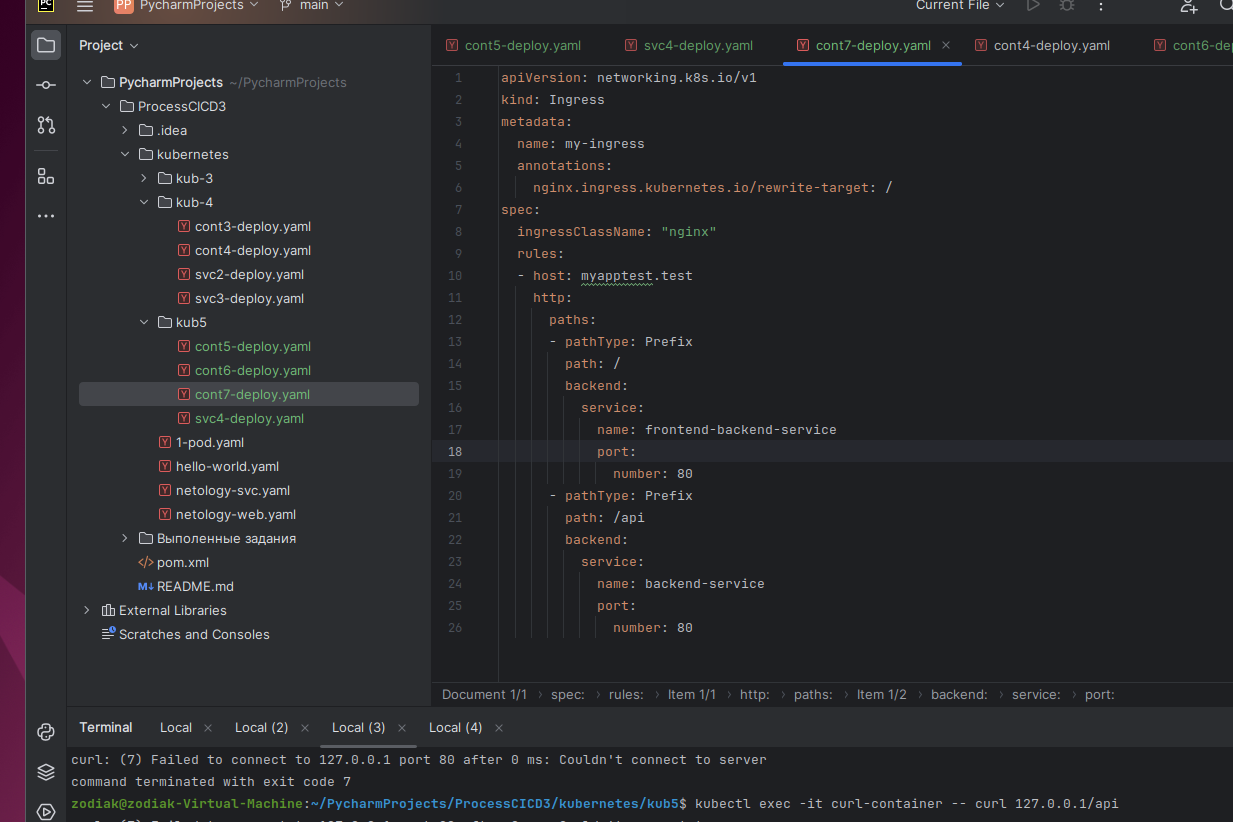 PC
PP PycharmProjects main Current File
Project
cont5-deploy.yaml svc4-deploy.yaml cont7-deploy.yaml cont4-deploy.yaml cont6-de
PycharmProjects ~/PycharmProjects
ProcessCICD3
.idea
kubernetes
kub-3
kub-4
cont3-deploy.yaml
cont4-deploy.yaml
svc2-deploy.yaml
svc3-deploy.yaml
kub5
cont5-deploy.yaml
cont6-deploy.yaml
cont7-deploy.yaml
svc4-deploy.yaml
1-pod.yaml
hello-world.yaml
netology-svc.yaml
netology-web.yaml
Выполенные задания
pom.xml
README.md
External Libraries
Scratches and Consoles
1 apiVersion: networking.k8s.io/v1
2 kind: Ingress
3 metadata:
4 name: my-ingress
5 annotations:
6 nginx.ingress.kubernetes.io/rewrite-target: /
7 spec:
8 ingressClassName: "nginx"
9 rules:
10 - host: myapptest.test
11 http:
12 paths:
13 - pathType: Prefix
14 path: /
15 backend:
16 service:
17 name: frontend-backend-service
18 port:
19 number: 80
20 - pathType: Prefix
21 path: /api
22 backend:
23 service:
24 name: backend-service
25 port:
26 number: 80
Document 1/1 › spec: › rules: › Item 1/1 › http: › paths: › Item 1/2 › backend: › service: › port:
Terminal Local × Local (2) × Local (3) × Local (4) ×
curl: (7) Failed to connect to 127.0.0.1 port 80 after 0 ms: Couldn't connect to server
command terminated with exit code 7
zodiak@zodiak-Virtual-Machine:~/PycharmProjects/ProcessCICD3/kubernetes/kub5$ kubectl exec -it curl-container -- curl 127.0.0.1/api